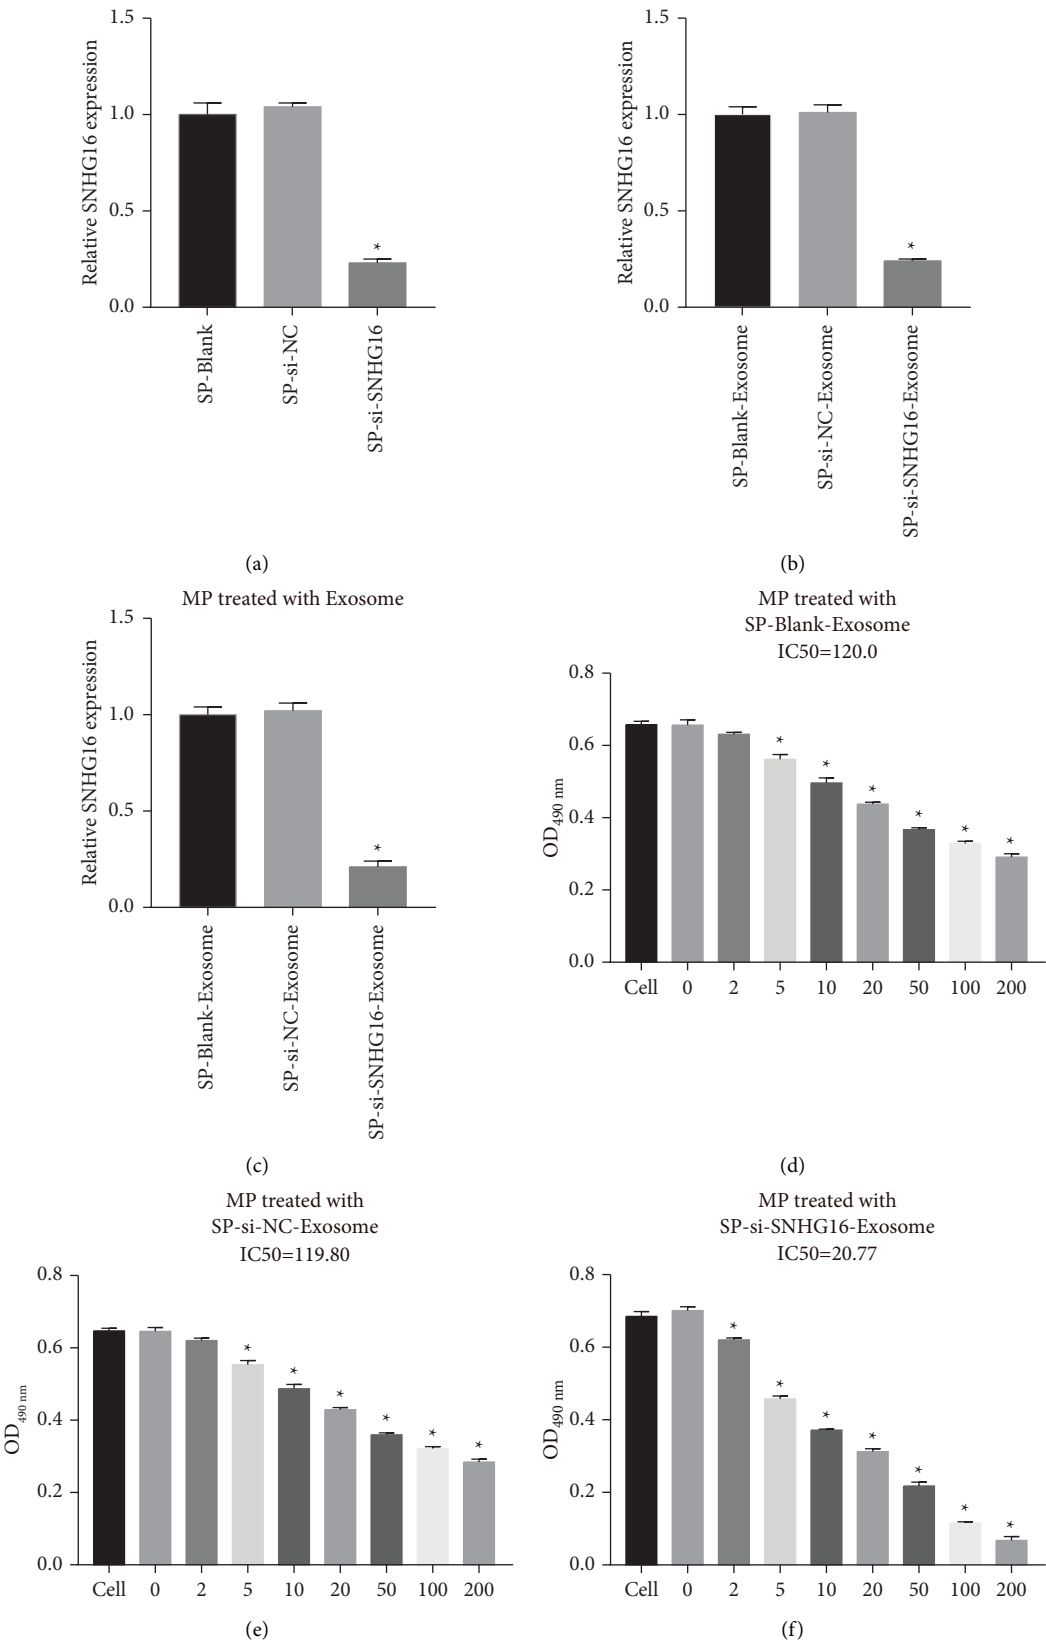 1.5
1.0
0.5
0.0
Relative SNHG16 expression
*
SP-Blank
SP-si-NC
SP-si-SNHG16
(a)
1.5
1.0
0.5
0.0
Relative SNHG16 expression
*
SP-Blank-Exosome
SP-si-NC-Exosome
SP-si-SNHG16-Exosome
(b)
MP treated with Exosome
1.5
1.0
0.5
0.0
Relative SNHG16 expression
*
SP-Blank-Exosome
SP-si-NC-Exosome
SP-si-SNHG16-Exosome
(c)
MP treated with
SP-Blank-Exosome
IC50=120.0
0.8
0.6
0.4
0.2
0.0
OD490 nm
* * * * * *
Cell 0 2 5 10 20 50 100 200
(d)
MP treated with
SP-si-NC-Exosome
IC50=119.80
0.8
0.6
0.4
0.2
0.0
OD490 nm
* * * * * *
Cell 0 2 5 10 20 50 100 200
(e)
MP treated with
SP-si-SNHG16-Exosome
IC50=20.77
0.8
0.6
0.4
0.2
0.0
OD490 nm
* * * * * * *
Cell 0 2 5 10 20 50 100 200
(f)